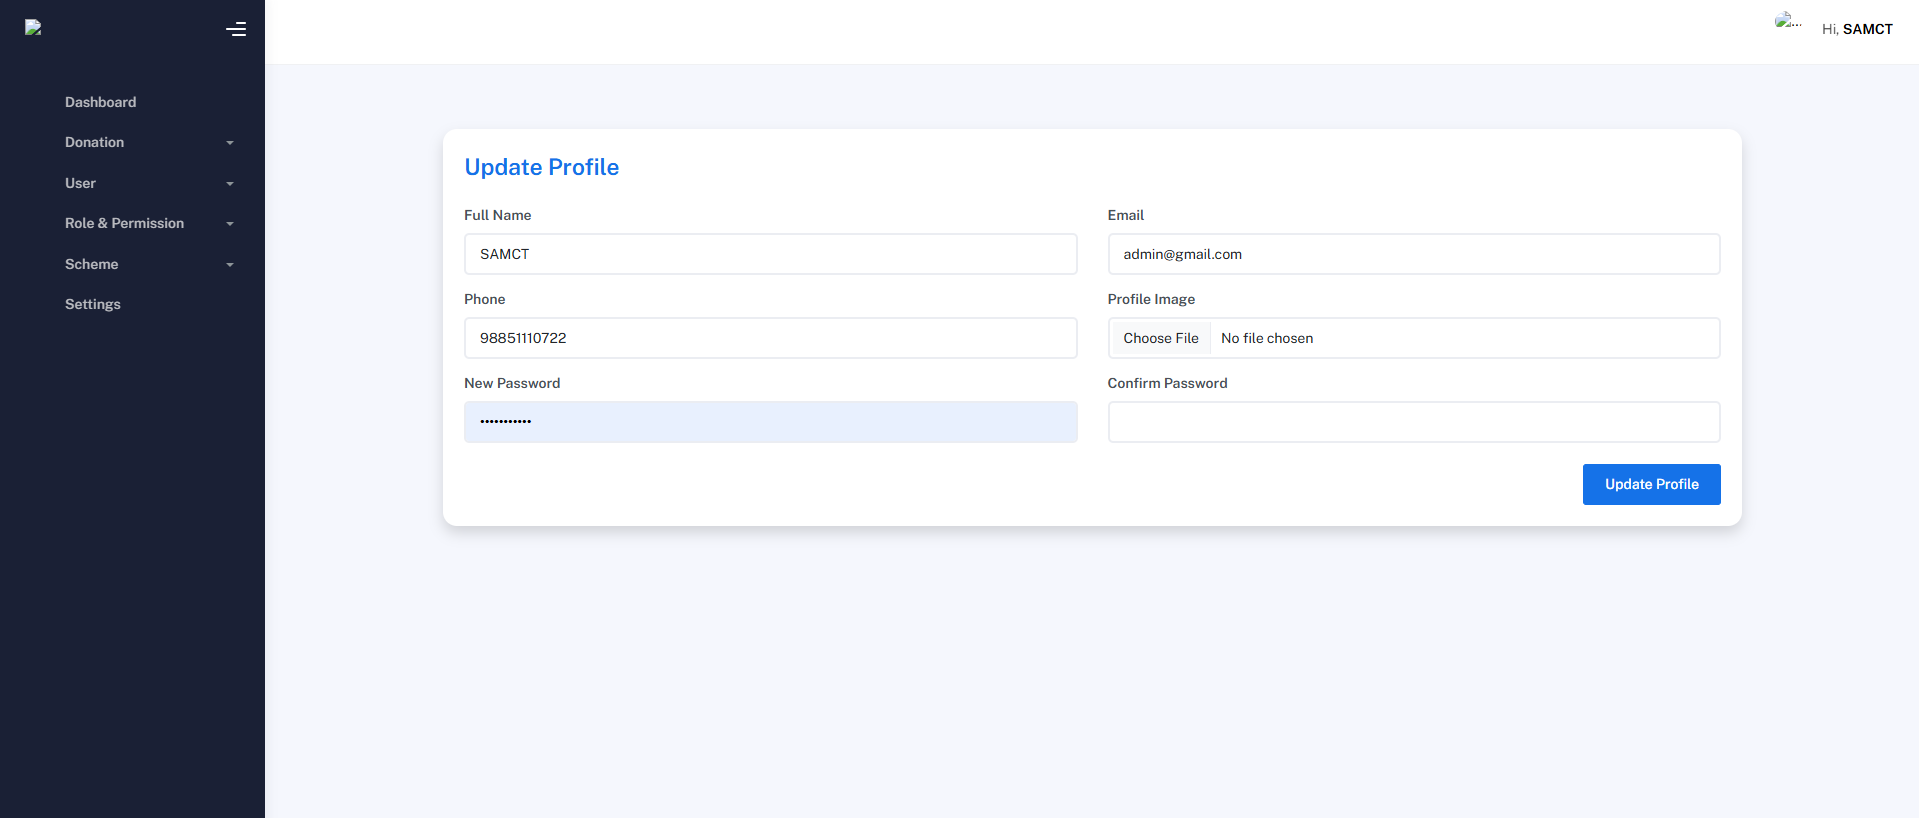 Hi, SAMCT
Dashboard
Donation
User
Role & Permission
Scheme
Settings
Update Profile
Full Name
Email
SAMCT
admin@gmail.com
Phone
Profile Image
98851110722
Choose File No file chosen
New Password
Confirm Password
•••••••••••
Update Profile